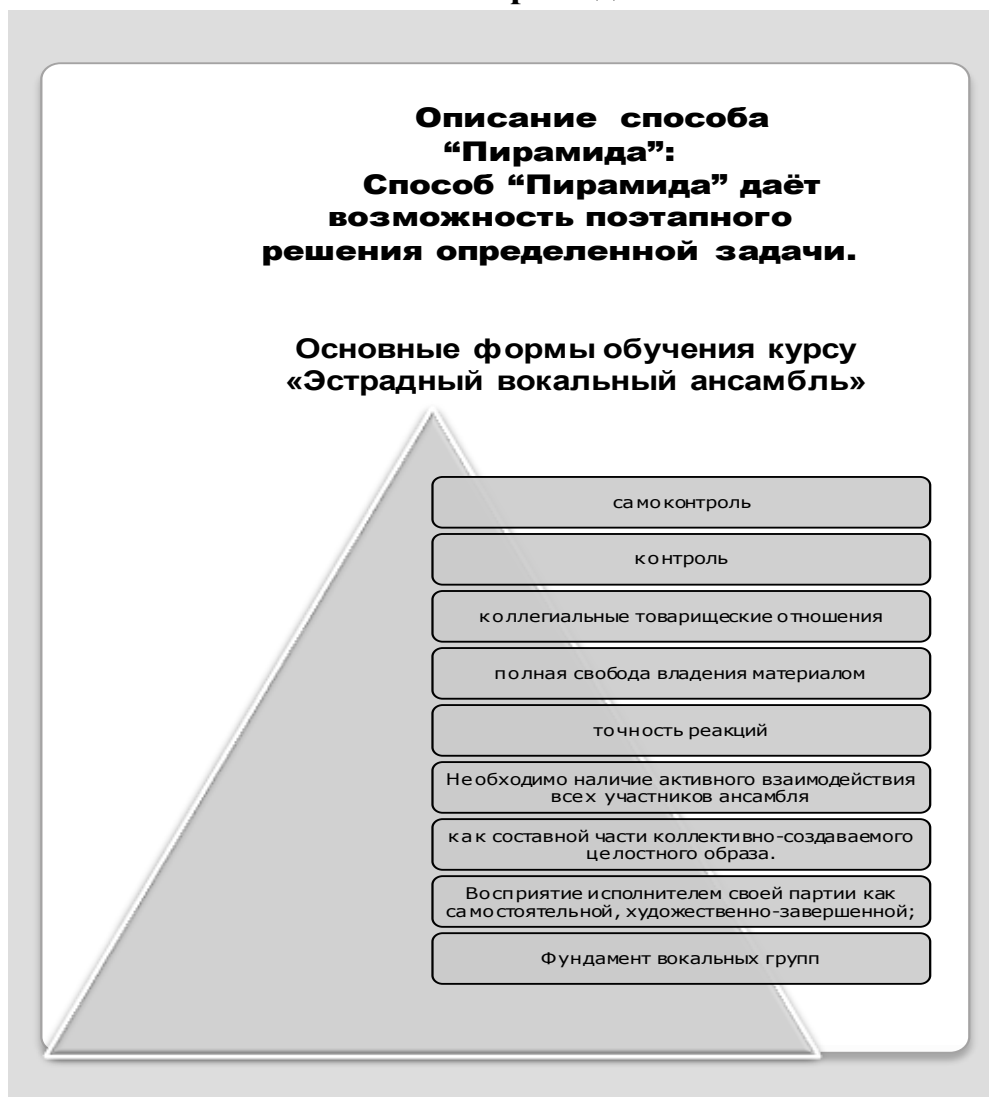 Описание способа
“Пирамида”:
Способ “Пирамида” даёт
возможность поэтапного
решения определенной задачи.
Основные формы обучения курсу
«Эстрадный вокальный ансамбль»
самоконтроль
контроль
коллегиальные товарищеские отношения
полная свобода владения материалом
точность реакций
Необходимо наличие активного взаимодействия
всех участников ансамбля
как составной части коллективно-создаваемого
целостного образа.
Восприятие исполнителем своей партии как
самостоятельной, художественно-завершенной;
Фундамент вокальных групп